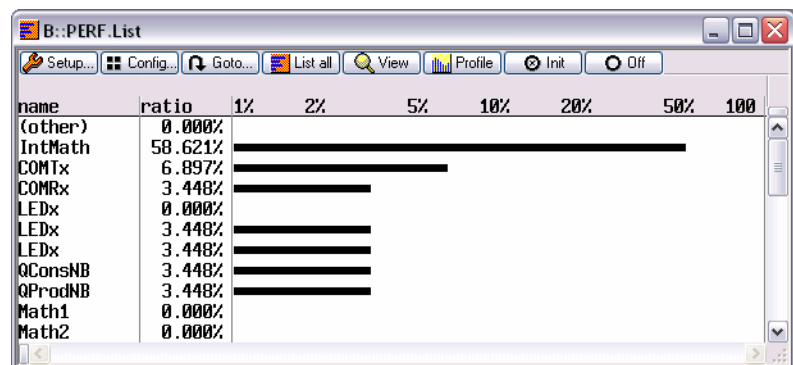 B::PERF.List
Setup... Config... Goto... List all View Profile Init Off
name ratio 1% 2% 5% 10% 20% 50% 100
(other) 0.000%
IntMath 58.621%
COMTx 6.897%
COMRx 3.448%
LEDx 0.000%
LEDx 3.448%
LEDx 3.448%
QConsNB 3.448%
QProdNB 3.448%
Math1 0.000%
Math2 0.000%